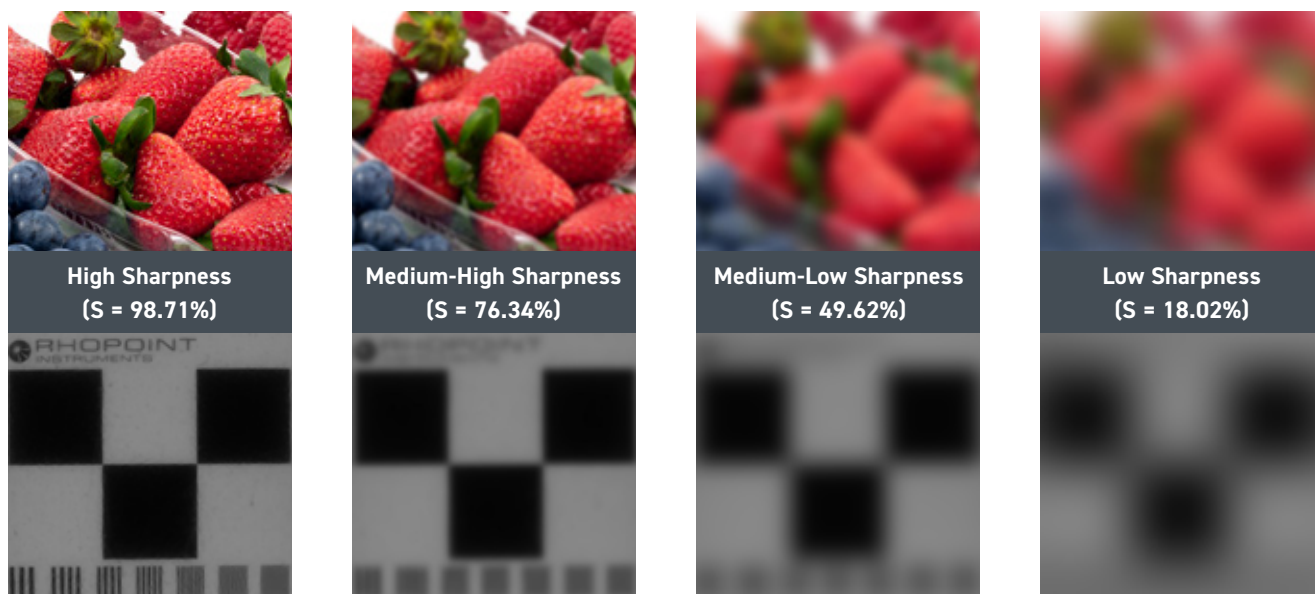 High Sharpness
(S = 98.71%)
Medium-High Sharpness
(S = 76.34%)
Medium-Low Sharpness
(S = 49.62%)
Low Sharpness
(S = 18.02%)
RHOPOINT
INSTRUMENTS